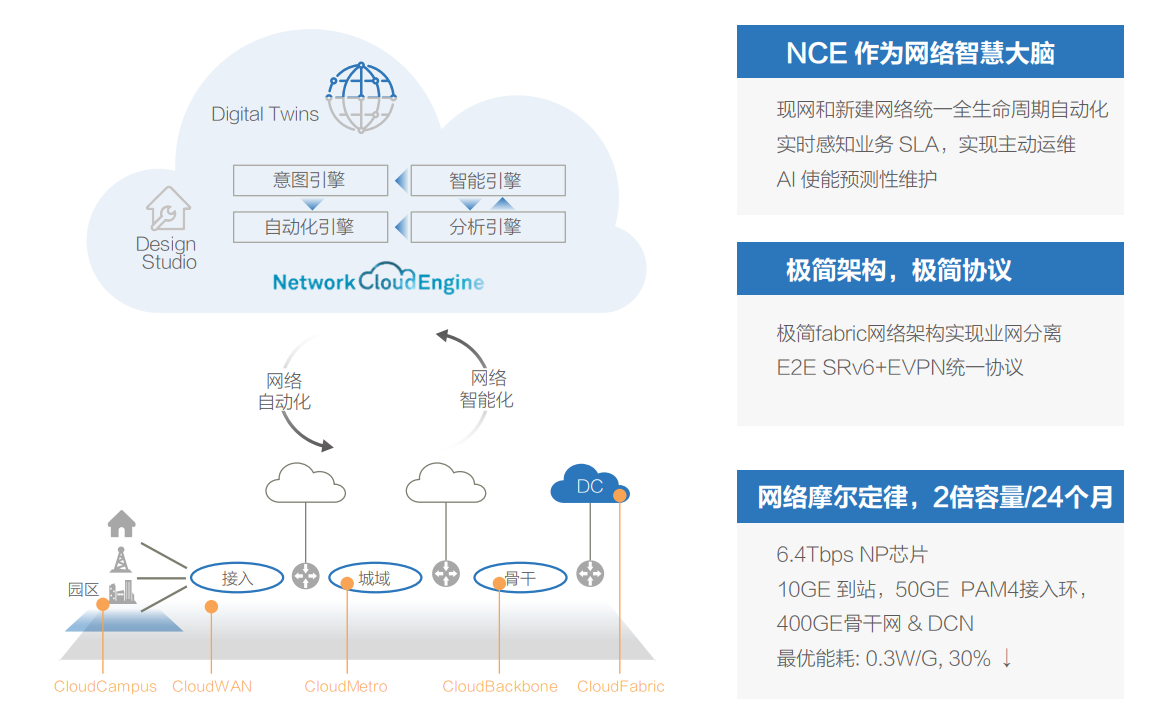 Digital Twins
意图引擎
智能引擎
自动化引擎
分析引擎
Design
Studio
NetworkCloudEngine
网络
自动化
网络
智能化
DC
园区
接入
城域
骨干
CloudCampus
CloudWAN
CloudMetro
CloudBackbone
CloudFabric
NCE 作为网络智慧大脑
现网和新建网络统一全生命周期自动化
实时感知业务 SLA，实现主动运维
AI 使能预测性维护
极简架构，极简协议
极简fabric网络架构实现业网分离
E2E SRv6+EVPN统一协议
网络摩尔定律，2倍容量/24个月
6.4Tbps NP芯片
10GE 到站，50GE PAM4接入环，
400GE骨干网 & DCN
最优能耗: 0.3W/G, 30% ↓